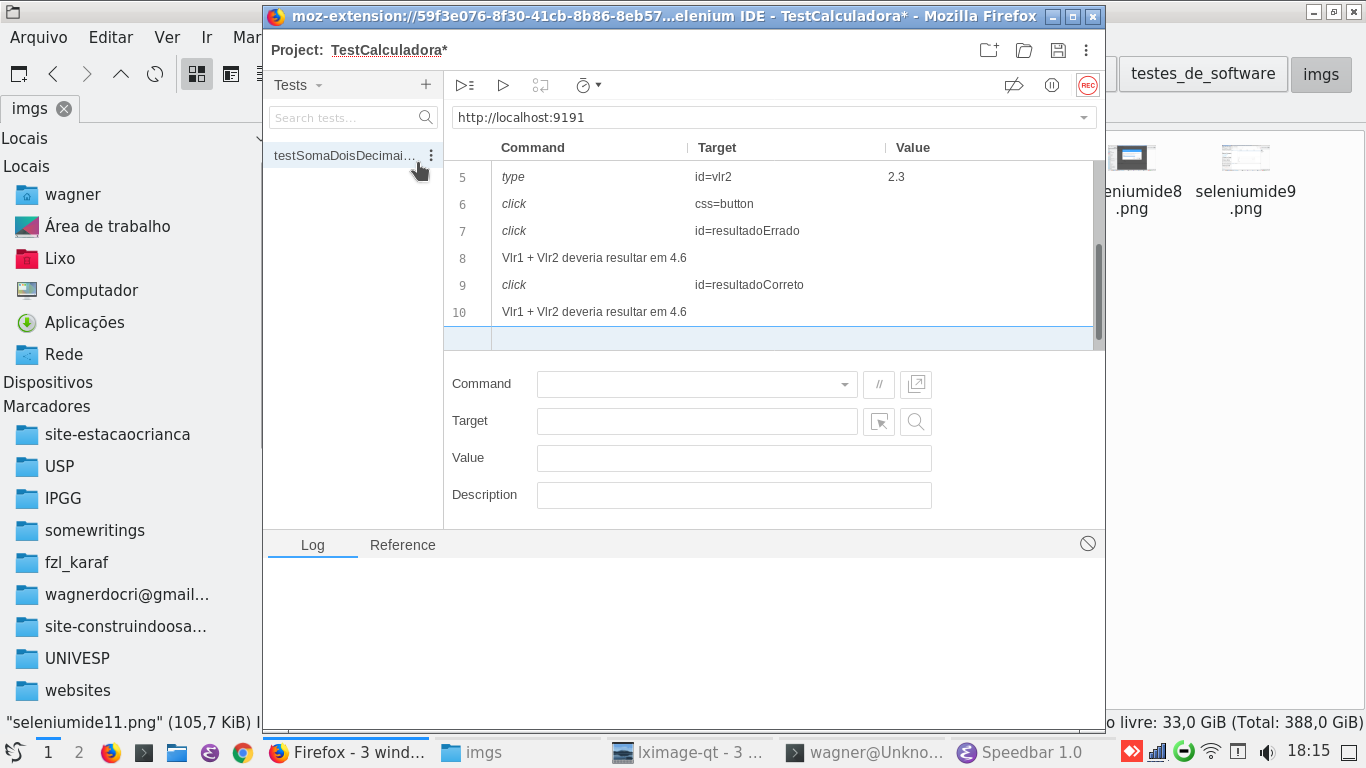 moz-extension://59f3e076-8f30-41cb-8b86-8eb57...elenium IDE - TestCalculadora* - Mozilla Firefox
Arquivo Editar Ver Ir Mar
Project: TestCalculadora*
Tests
REC
testes_de_software imgs
imgs
Search tests...
http://localhost:9191
Locais
Command Target Value
Locais
testSomaDoisDecimai...
5 type id=vlr2 2.3
wagner
6 click css=button
eniumide8
.png
seleniumide9
.png
Área de trabalho
7 click id=resultadoErrado
Lixo
8 Vlr1 + Vlr2 deveria resultar em 4.6
Computador
9 click id=resultadoCorreto
Aplicações
10 Vlr1 + Vlr2 deveria resultar em 4.6
Rede
Dispositivos
Command //
Marcadores
Target
site-estacaocrianca
Value
USP
Description
IPGG
somewritings
Log Reference
fzl_karaf
wagnerdocri@gmail...
site-construindoosa...
UNIVESP
websites
"seleniumide11.png" (105,7 KiB) I
o livre: 33,0 GiB (Total: 388,0 GiB)
1 2 Firefox - 3 wind... imgs lximage-qt - 3 ... wagner@Unkno... Speedbar 1.0 18:15